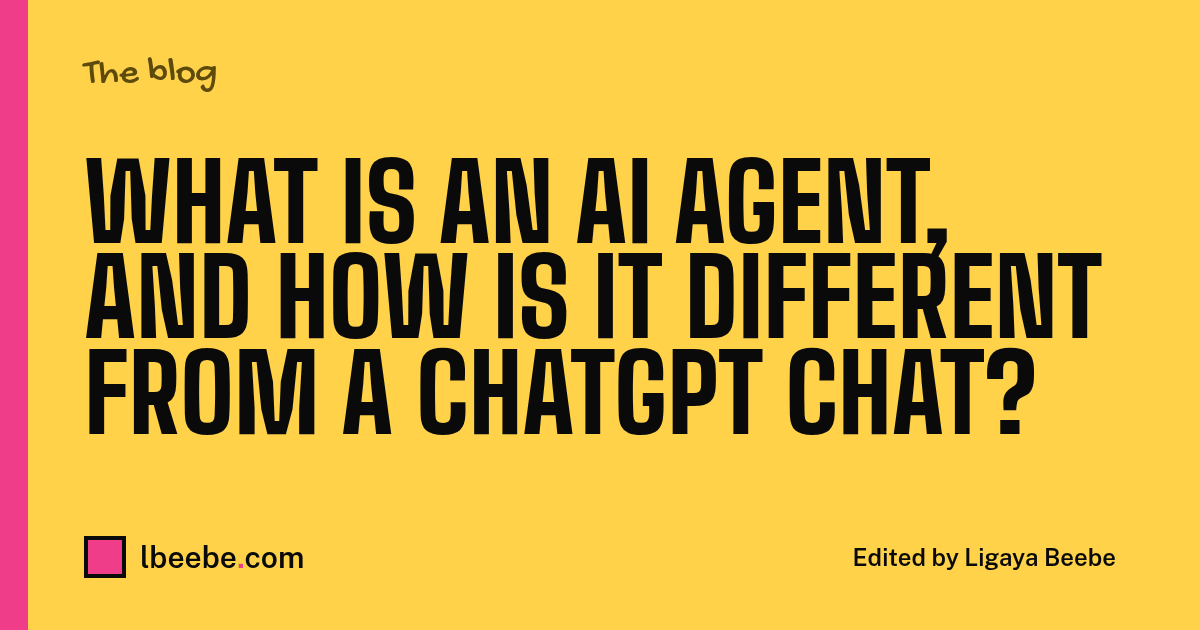 The blog
WHAT IS AN AI AGENT,
AND HOW IS IT DIFFERENT
FROM A CHATGPT CHAT?
lbeebe.com
Edited by Ligaya Beebe